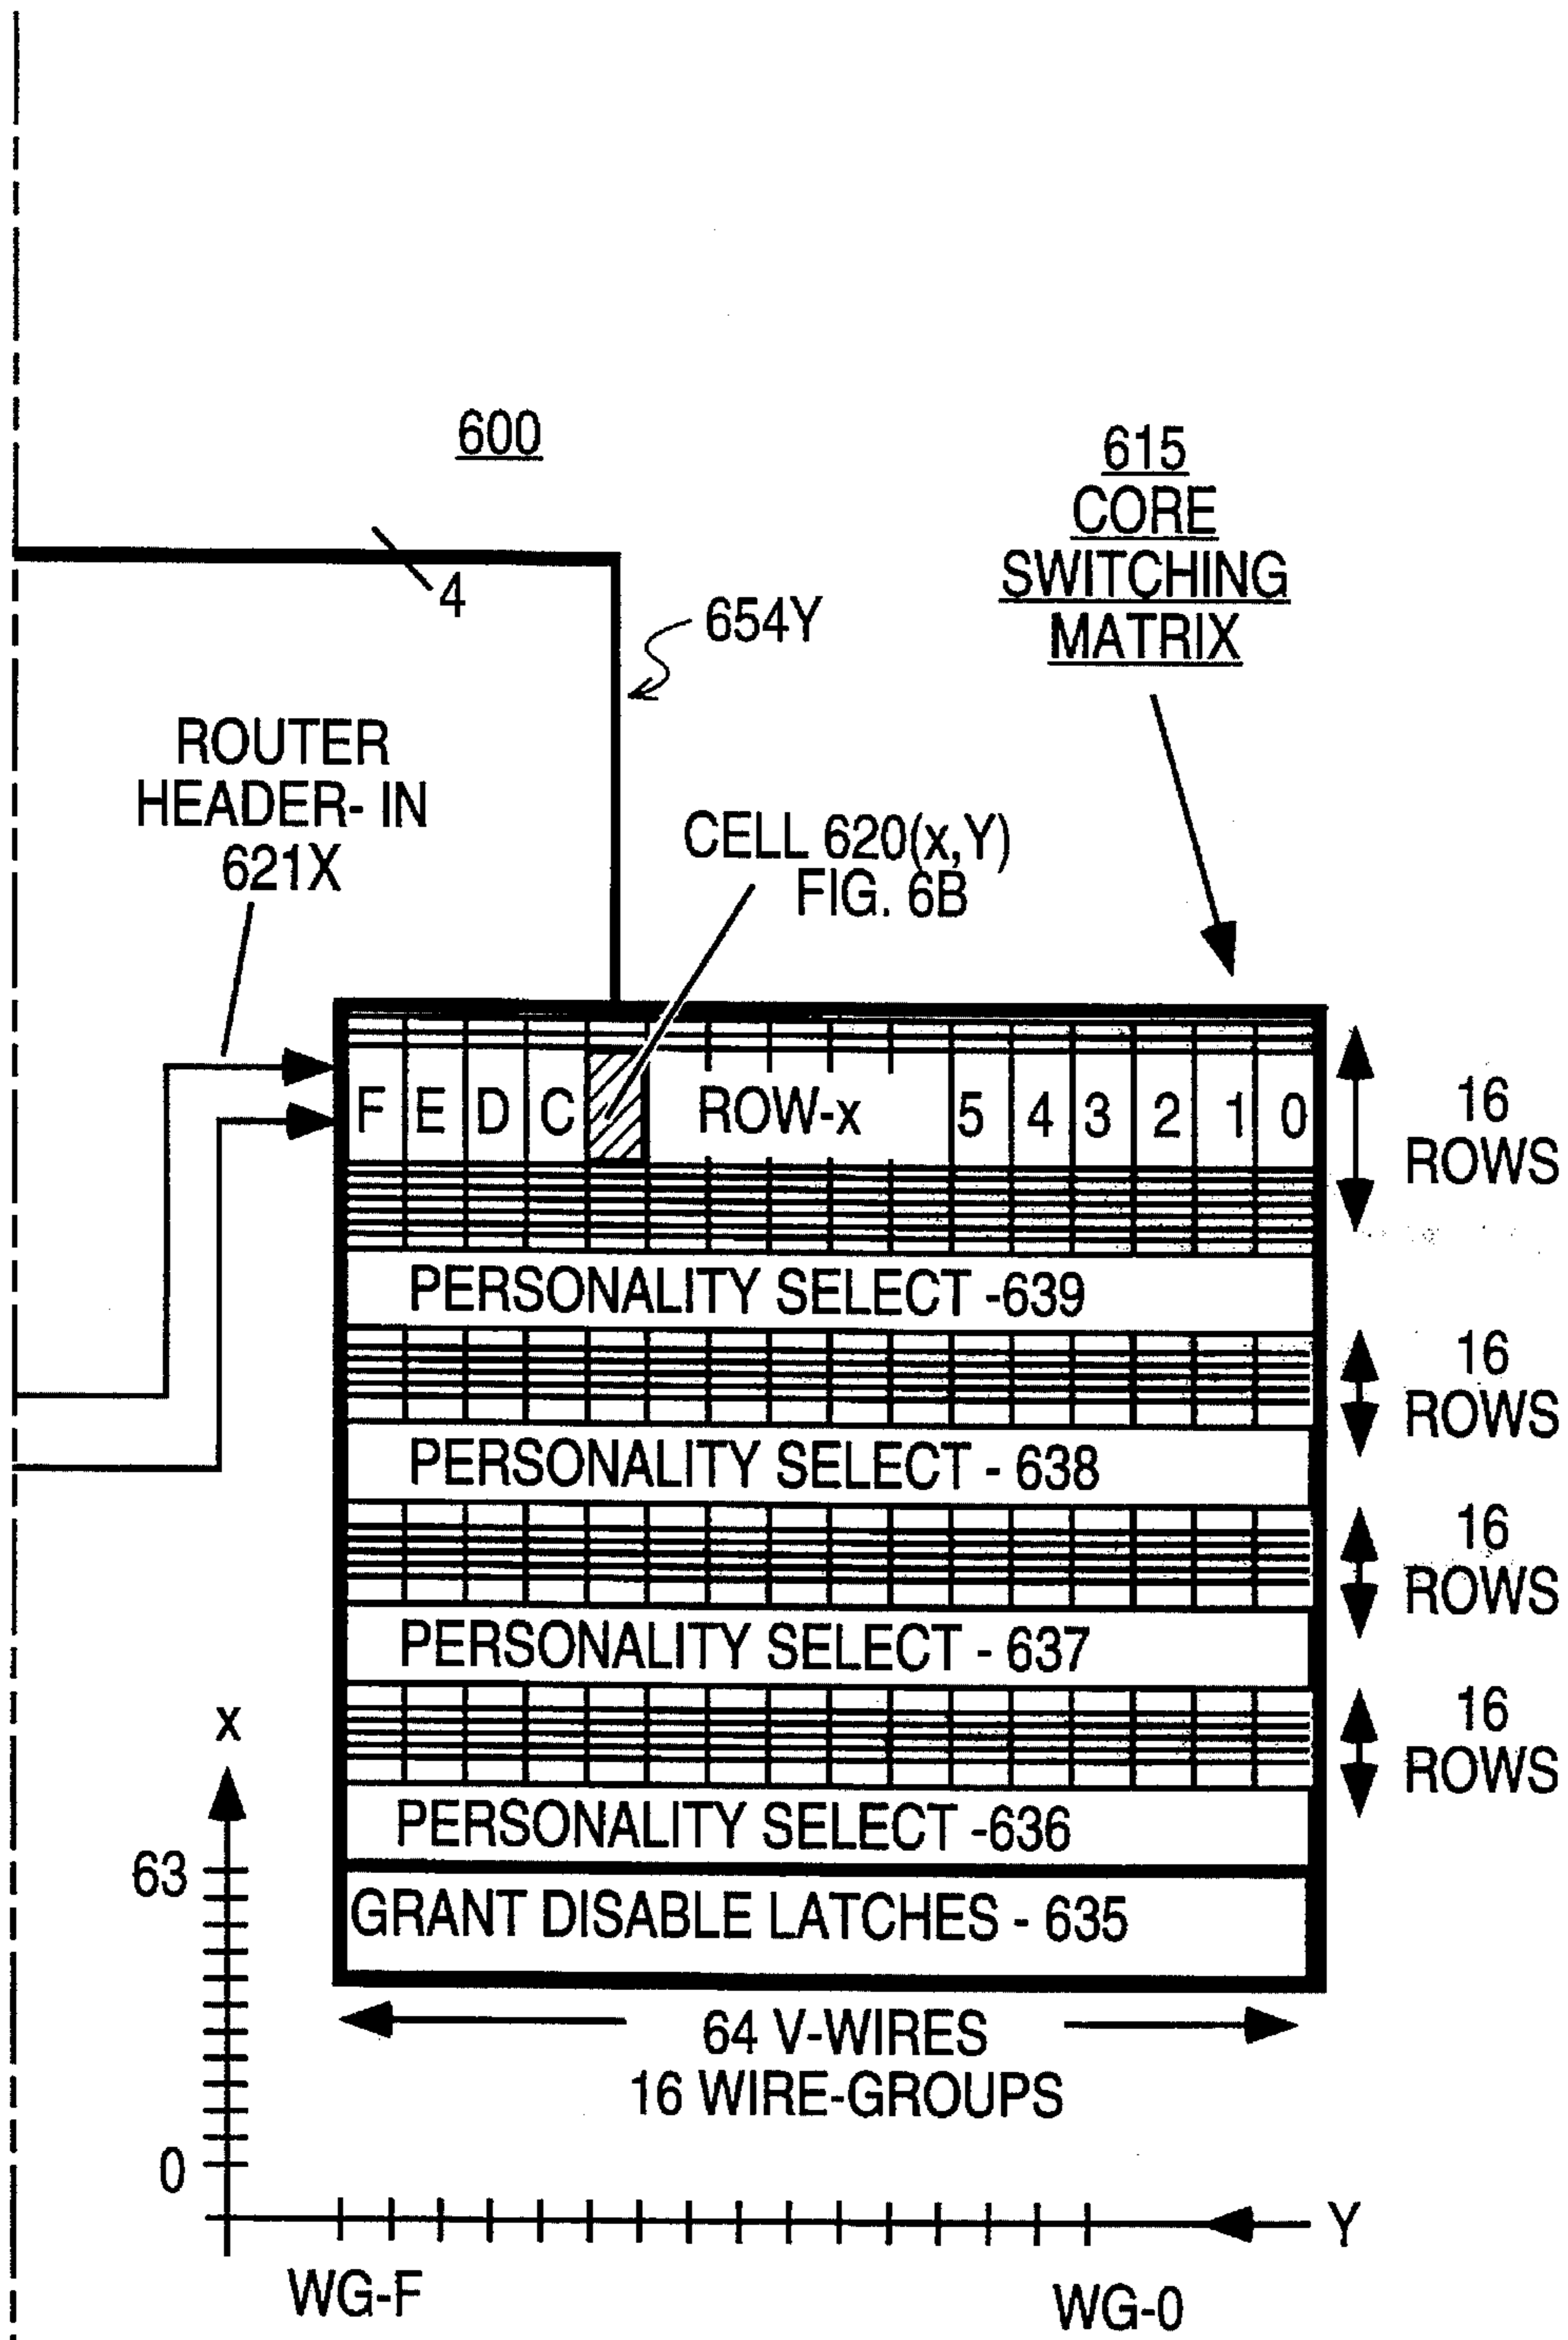 600
615
CORE
SWITCHING
MATRIX
4
654Y
ROUTER
HEADER- IN
621X
CELL 620(x,Y)
FIG. 6B
F E D C ROW-x 5 4 3 2 1 0
16
ROWS
PERSONALITY SELECT -639
16
ROWS
PERSONALITY SELECT - 638
16
ROWS
PERSONALITY SELECT - 637
16
ROWS
PERSONALITY SELECT -636
GRANT DISABLE LATCHES - 635
x
63
0
64 V-WIRES
16 WIRE-GROUPS
Y
WG-F
WG-0